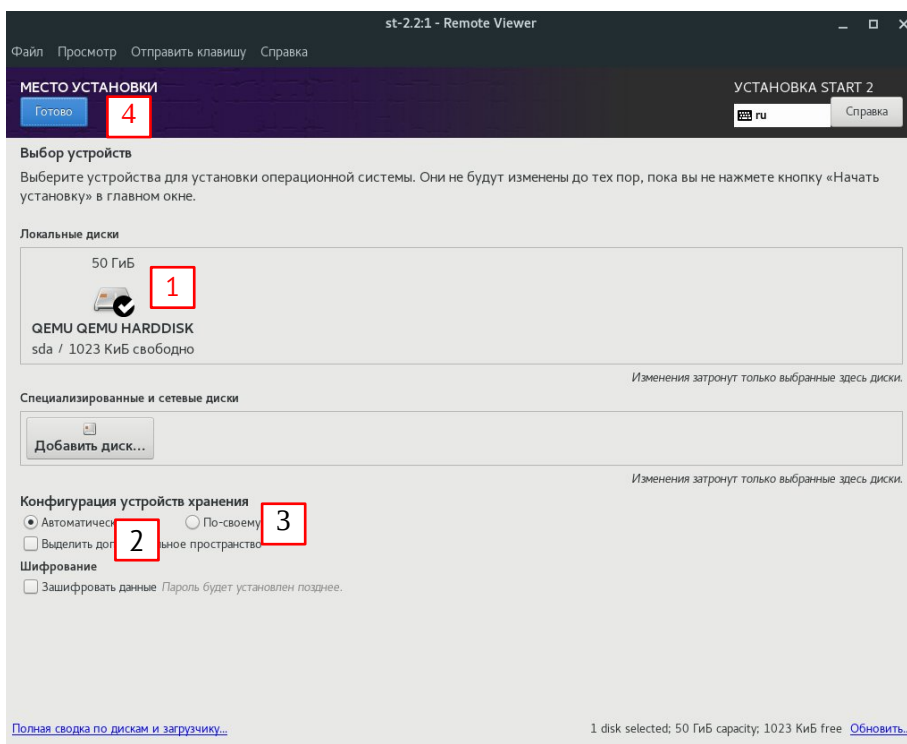 st-2.2:1 - Remote Viewer
Файл Просмотр Отправить клавишу Справка
МЕСТО УСТАНОВКИ
УСТАНОВКА START 2
Готово
4
ru
Справка
Выбор устройств
Выберите устройства для установки операционной системы. Они не будут изменены до тех пор, пока вы не нажмете кнопку «Начать
установку» в главном окне.
Локальные диски
50 ГиБ
1
QEMU QEMU HARDDISK
sda / 1023 КиБ свободно
Изменения затронут только выбранные здесь диски.
Специализированные и сетевые диски
Добавить диск...
Изменения затронут только выбранные здесь диски.
Конфигурация устройств хранения
По-своему
3
2
Выделить пространство
Шифрование
Зашифровать данные Пароль будет установлен позднее.
Полная сводка по дискам и загрузчику...
1 disk selected; 50 ГиБ capacity; 1023 КиБ free Обновить..